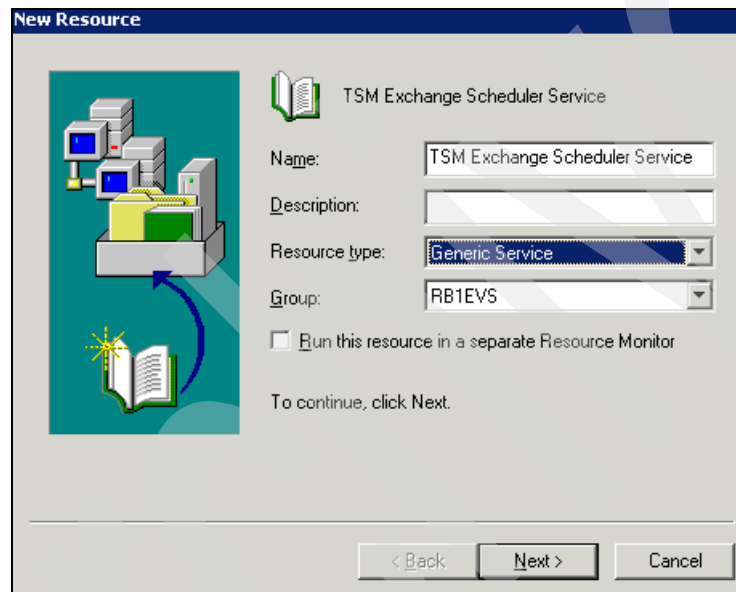 New Resource
TSM Exchange Scheduler Service
Name: TSM Exchange Scheduler Service
Description:
Resource type: Generic Service
Group: RB1EVS
Run this resource in a separate Resource Monitor
To continue, click Next.
< Back Next > Cancel